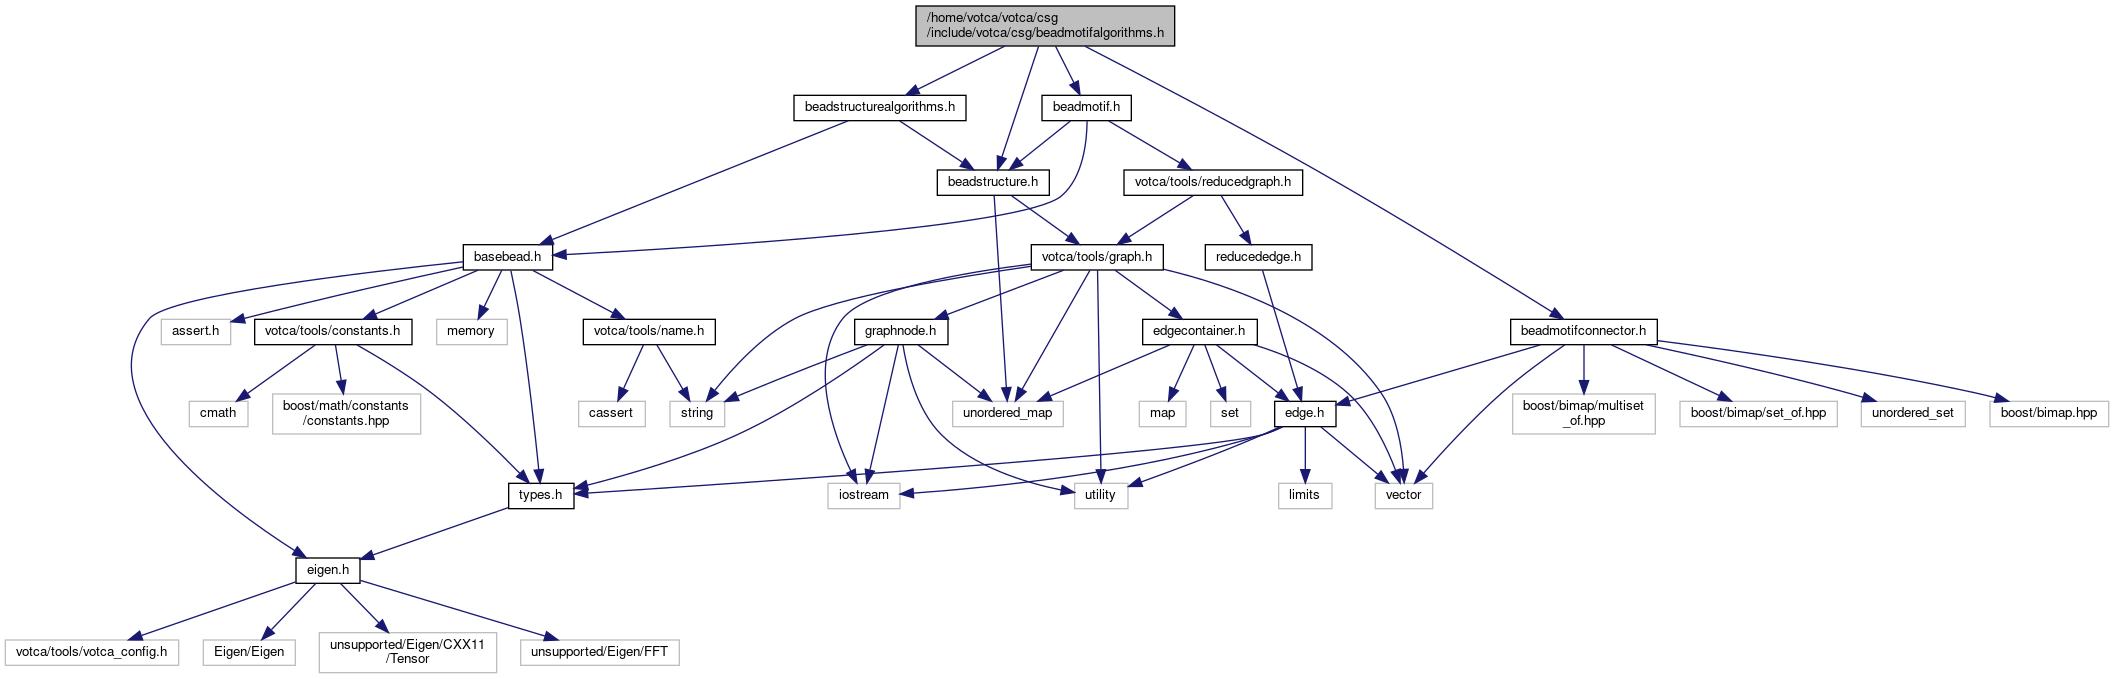 /home/votca/votca/csg
/include/votca/csg/beadmotifalgorithms.h
beadstructurealgorithms.h
beadmotif.h
beadstructure.h
votca/tools/reducedgraph.h
basebead.h
votca/tools/graph.h
reducededge.h
assert.h
votca/tools/constants.h
memory
votca/tools/name.h
graphnode.h
edgecontainer.h
beadmotifconnector.h
cmath
boost/math/constants
/constants.hpp
cassert
string
unordered_map
map
set
edge.h
boost/bimap/multiset
_of.hpp
boost/bimap/set_of.hpp
unordered_set
boost/bimap.hpp
types.h
iostream
utility
limits
vector
eigen.h
votca/tools/votca_config.h
Eigen/Eigen
unsupported/Eigen/CXX11
/Tensor
unsupported/Eigen/FFT